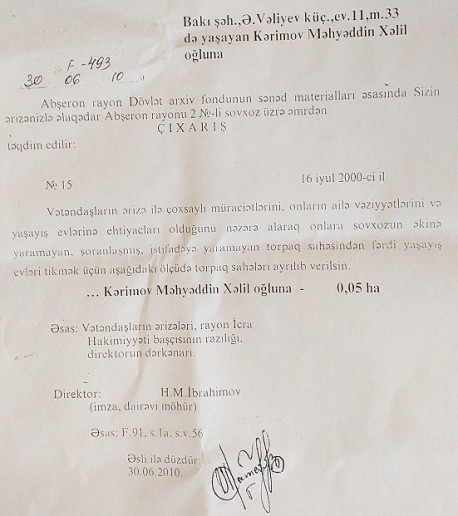 Bakı şəh.,Ə.Vəliyev küç.,ev.11,m.33
də yaşayan Kərimov Məhyəddin Xəlil
oğluna
F-493
30 06 10
Abşeron rayon Dövlət arxiv fondunun sənəd materialları əsasında Sizin
ərizənizlə əlaqədar Abşeron rayonu 2 №-li sovxoz üzrə əmrdən
ÇIXARIŞ
təqdim edilir:
№ 15 16 iyul 2000-ci il
Vətəndaşların ərizə ilə çoxsaylı müraciətlərini, onların ailə vəziyyətlərini və
yaşayış evlərinə ehtiyacları olduğunu nəzərə alaraq onlara sovxozun əkinə
yaramayan, şoranlaşmış, istifadəyə yaramayan torpaq sahəsindən fərdi yaşayış
evləri tikmək üçün aşağıdakı ölçüdə torpaq sahələri ayrılıb verilsin.
... Kərimov Məhyəddin Xəlil oğluna - 0,05 ha
Əsas: Vətəndaşların ərizələri, rayon İcra
Hakimiyyəti başçısının razılığı,
direktorun dərkənarı.
Direktor: H.M.İbrahimov
(imza, dairəvi möhür)
Əsas: F.91, s.1a, s.v.56
Əsli ilə düzdür:
30.06.2010.